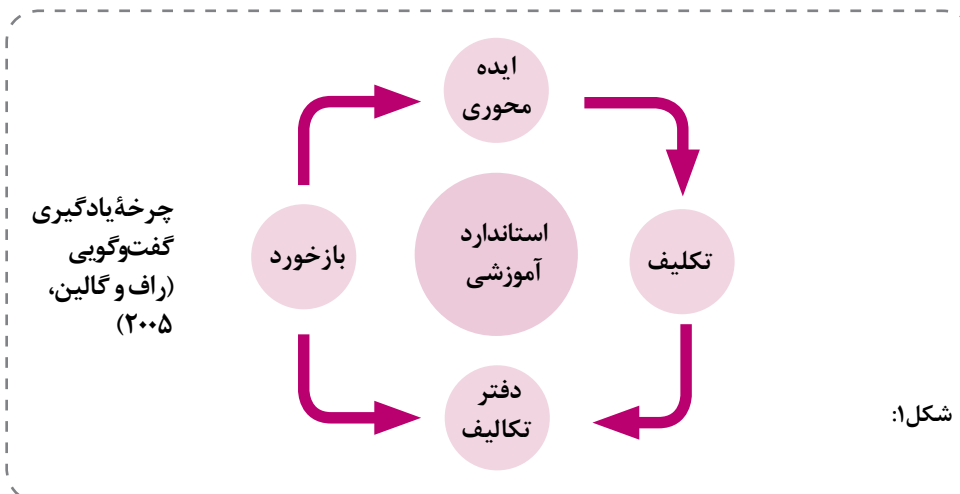 ایده
محوری
تکلیف
استاندارد
آموزشی
بازخورد
دفتر
تکالیف
چرخهٔ یادگیری
گفت‌وگویی
(راف و گالین،
۲۰۰۵)
شکل۱: